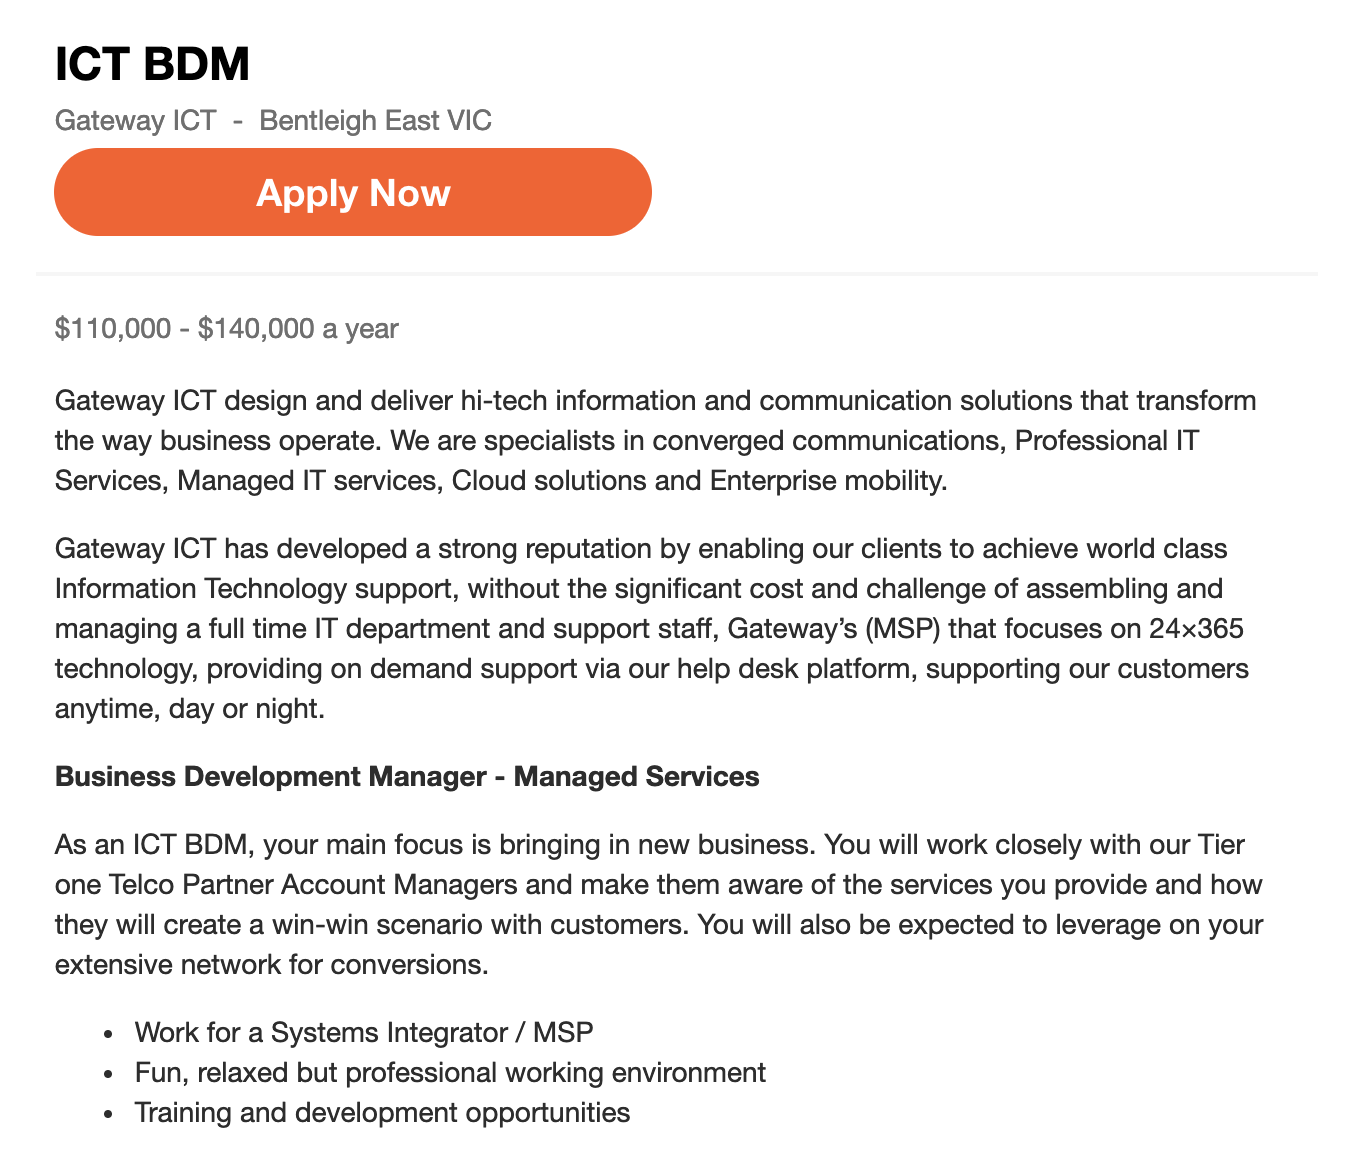 ICT BDM
Gateway ICT - Bentleigh East VIC
Apply Now
$110,000 - $140,000 a year
Gateway ICT design and deliver hi-tech information and communication solutions that transform
the way business operate. We are specialists in converged communications, Professional IT
Services, Managed IT services, Cloud solutions and Enterprise mobility.
Gateway ICT has developed a strong reputation by enabling our clients to achieve world class
Information Technology support, without the significant cost and challenge of assembling and
managing a full time IT department and support staff, Gateway’s (MSP) that focuses on 24×365
technology, providing on demand support via our help desk platform, supporting our customers
anytime, day or night.
Business Development Manager - Managed Services
As an ICT BDM, your main focus is bringing in new business. You will work closely with our Tier
one Telco Partner Account Managers and make them aware of the services you provide and how
they will create a win-win scenario with customers. You will also be expected to leverage on your
extensive network for conversions.
• Work for a Systems Integrator / MSP
• Fun, relaxed but professional working environment
• Training and development opportunities